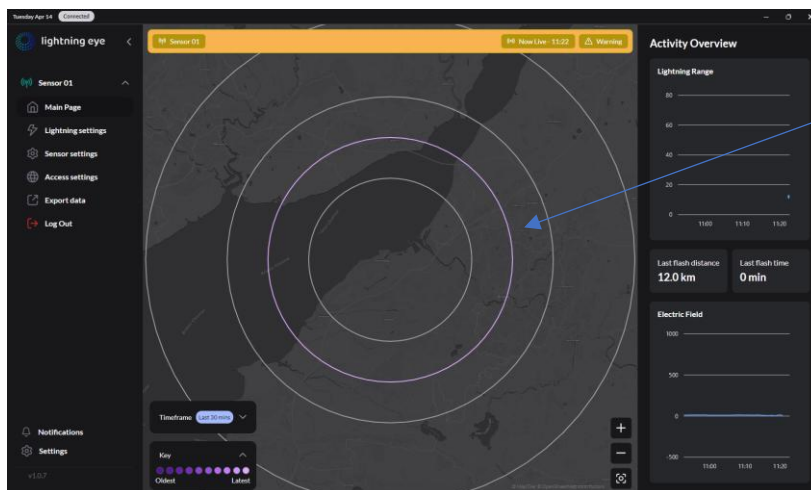 Tuesday Apr 14 Connected
lightning eye
Sensor 01
Main Page
Lightning settings
Sensor settings
Access settings
Export data
Log Out
Notifications
Settings
v1.0.7
Sensor 01
Now Live - 11:22
Warning
Timeframe Last 30 mins
Key
Oldest Latest
Activity Overview
Lightning Range
80
60
40
20
0
11:00 11:10 11:20
Last flash distance
12.0 km
Last flash time
0 min
Electric Field
1000
500
0
-500
11:00 11:10 11:20